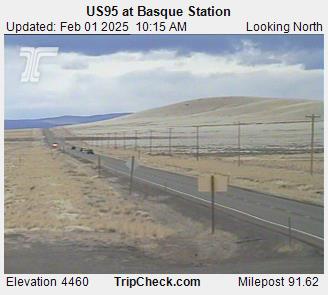 US95 at Basque Station
Updated: Feb 01 2025 10:15 AM Looking North
Elevation 4460 TripCheck.com Milepost 91.62